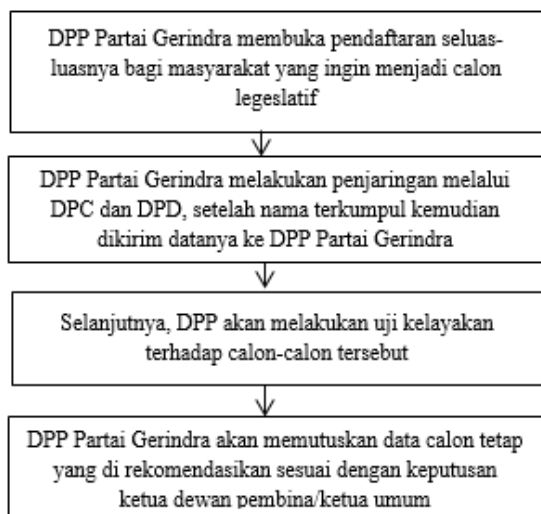 DPP Partai Gerindra membuka pendaftaran seluas-
luasnya bagi masyarakat yang ingin menjadi calon
legeslatif
DPP Partai Gerindra melakukan penjaringan melalui
DPC dan DPD, setelah nama terkumpul kemudian
dikirim datanya ke DPP Partai Gerindra
Selanjutnya, DPP akan melakukan uji kelayakan
terhadap calon-calon tersebut
DPP Partai Gerindra akan memutuskan data calon tetap
yang di rekomendasikan sesuai dengan keputusan
ketua dewan pembina/ketua umum